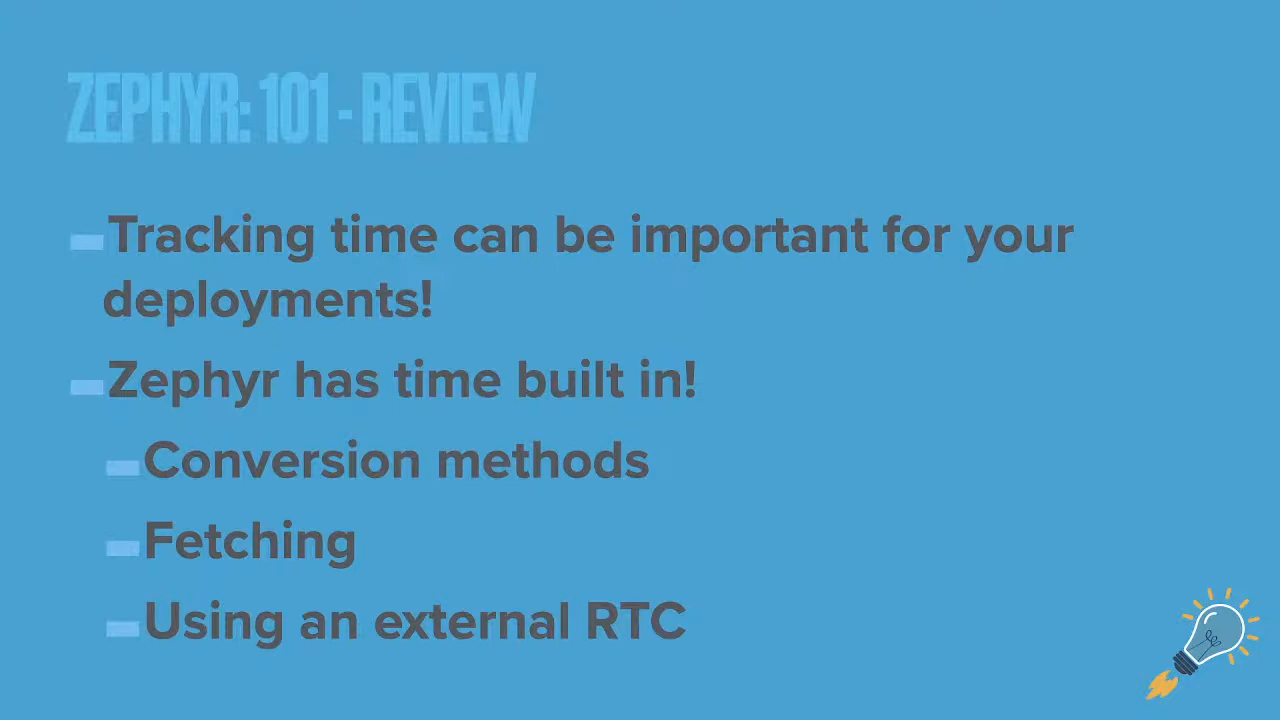 ZEPHYR: 101 - REVIEW
Tracking time can be important for your
deployments!
Zephyr has time built in!
Conversion methods
Fetching
Using an external RTC